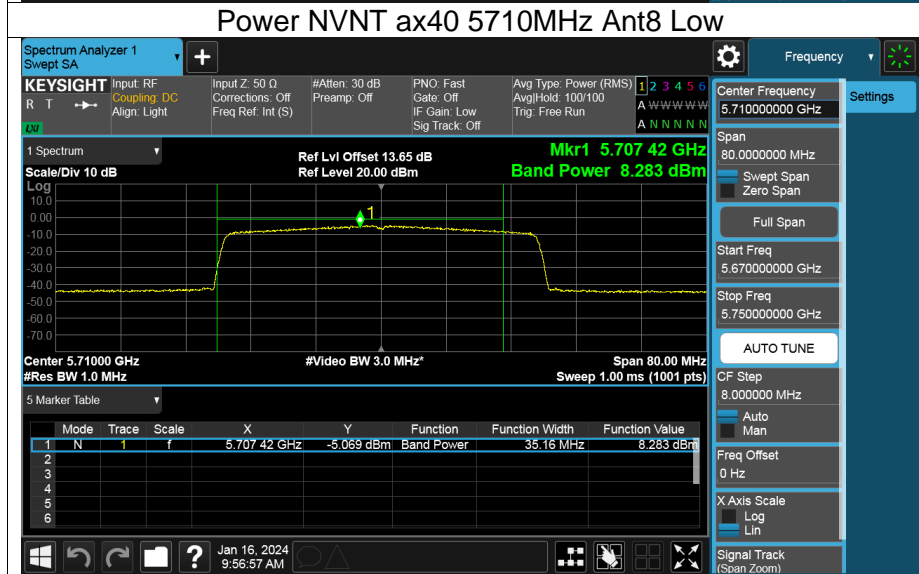 Power NVNT ax40 5710MHz Ant8 Low
Spectrum Analyzer 1
Swept SA
+
Frequency
KEYSIGHT
R T
LXI
Input: RF
Coupling: DC
Align: Light
Input Z: 50 Ω
Corrections: Off
Freq Ref: Int (S)
#Atten: 30 dB
Preamp: Off
PNO: Fast
Gate: Off
IF Gain: Low
Sig Track: Off
Avg Type: Power (RMS)
Avg|Hold: 100/100
Trig: Free Run
1 2 3 4 5 6
A W W W W W
A N N N N N
1 Spectrum
Scale/Div 10 dB
Ref Lvl Offset 13.65 dB
Ref Level 20.00 dBm
Mkr1 5.707 42 GHz
Band Power 8.283 dBm
Log
10.0
0.00
-10.0
-20.0
-30.0
-40.0
-50.0
-60.0
-70.0
1
Center 5.71000 GHz
#Video BW 3.0 MHz*
Span 80.00 MHz
#Res BW 1.0 MHz
Sweep 1.00 ms (1001 pts)
5 Marker Table
Mode Trace Scale X Y Function Function Width Function Value
1 N 1 f 5.707 42 GHz -5.069 dBm Band Power 35.16 MHz 8.283 dBm
2
3
4
5
6
?
Jan 16, 2024
9:56:57 AM
Center Frequency
5.710000000 GHz
Span
80.0000000 MHz
Swept Span
Zero Span
Full Span
Start Freq
5.670000000 GHz
Stop Freq
5.750000000 GHz
AUTO TUNE
CF Step
8.000000 MHz
Auto
Man
Freq Offset
0 Hz
X Axis Scale
Log
Lin
Signal Track
(Span Zoom)
Settings